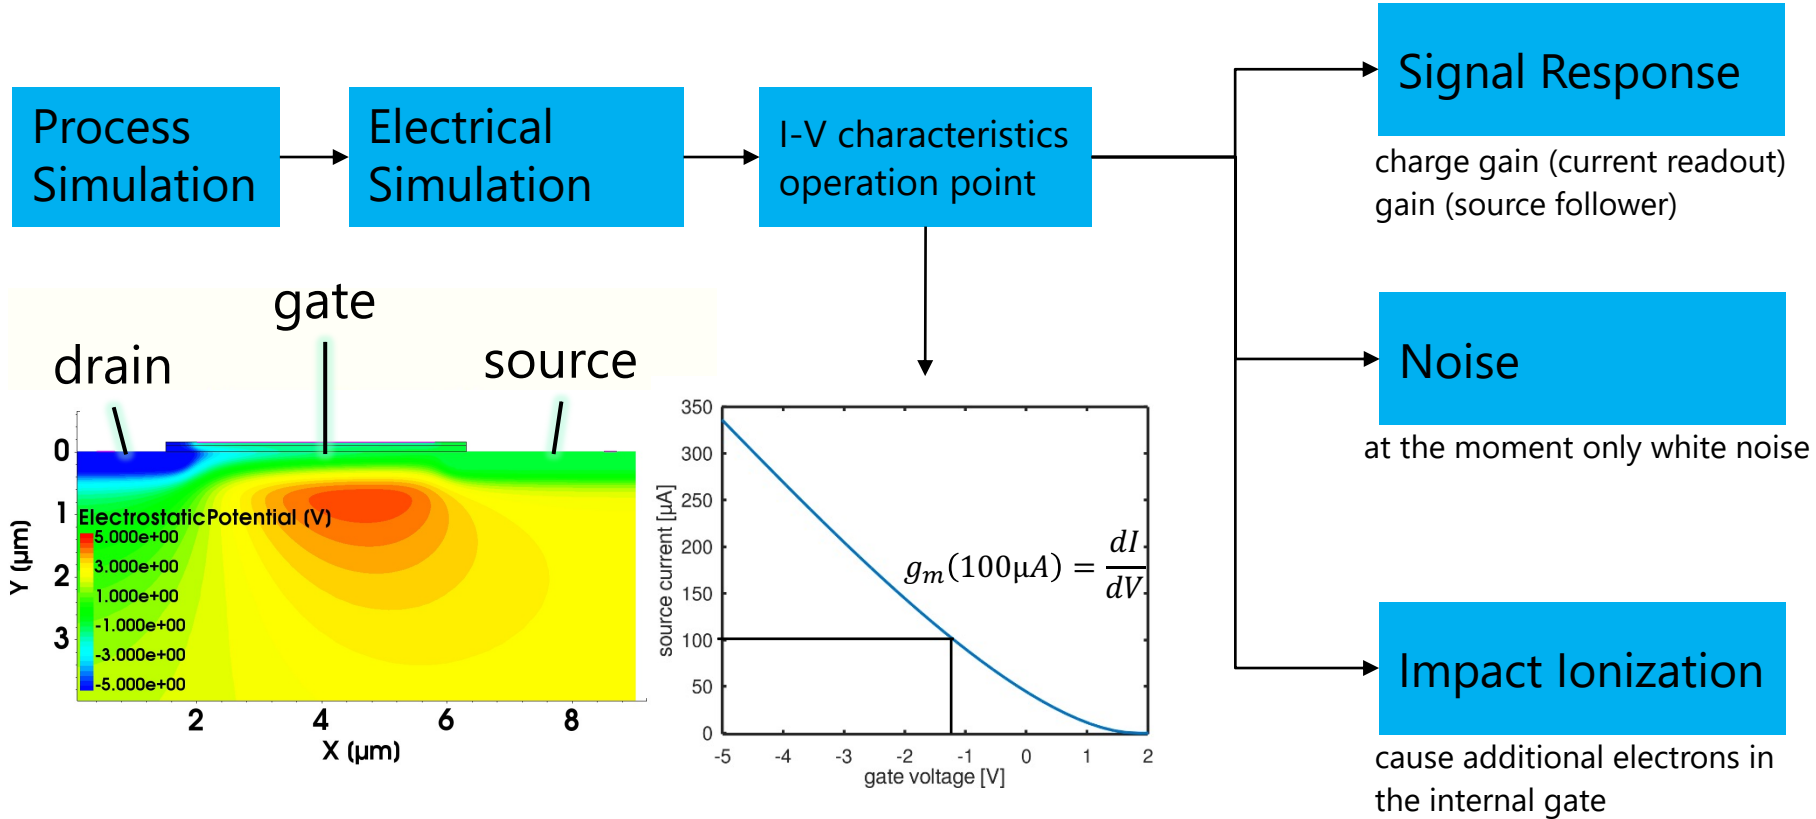 Process
Simulation
Electrical
Simulation
I-V characteristics
operation point
Signal Response
charge gain (current readout)
gain (source follower)
Noise
at the moment only white noise
Impact Ionization
cause additional electrons in
the internal gate
gate
drain
source
0
1
2
3
Y (µm)
ElectrostaticPotential (V)
5.000e+00
3.000e+00
1.000e+00
-1.000e+00
-3.000e+00
-5.000e+00
2 4 6 8
X (µm)
350
300
250
200
150
100
50
0
source current [µA]
g_m(100µA) = dI/dV
-5 -4 -3 -2 -1 0 1 2
gate voltage [V]